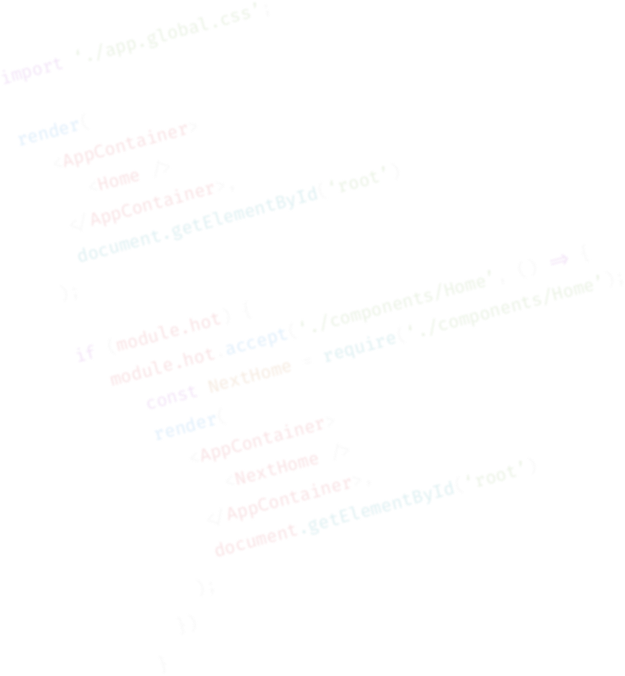 import './app.global.css';
render(
<AppContainer>
<Home />
</AppContainer>,
document.getElementById('root')
);
if (module.hot) {
module.hot.accept('./components/Home', () => {
const NextHome = require('./components/Home');
render(
<AppContainer>
<NextHome />
</AppContainer>,
document.getElementById('root')
);
})
}